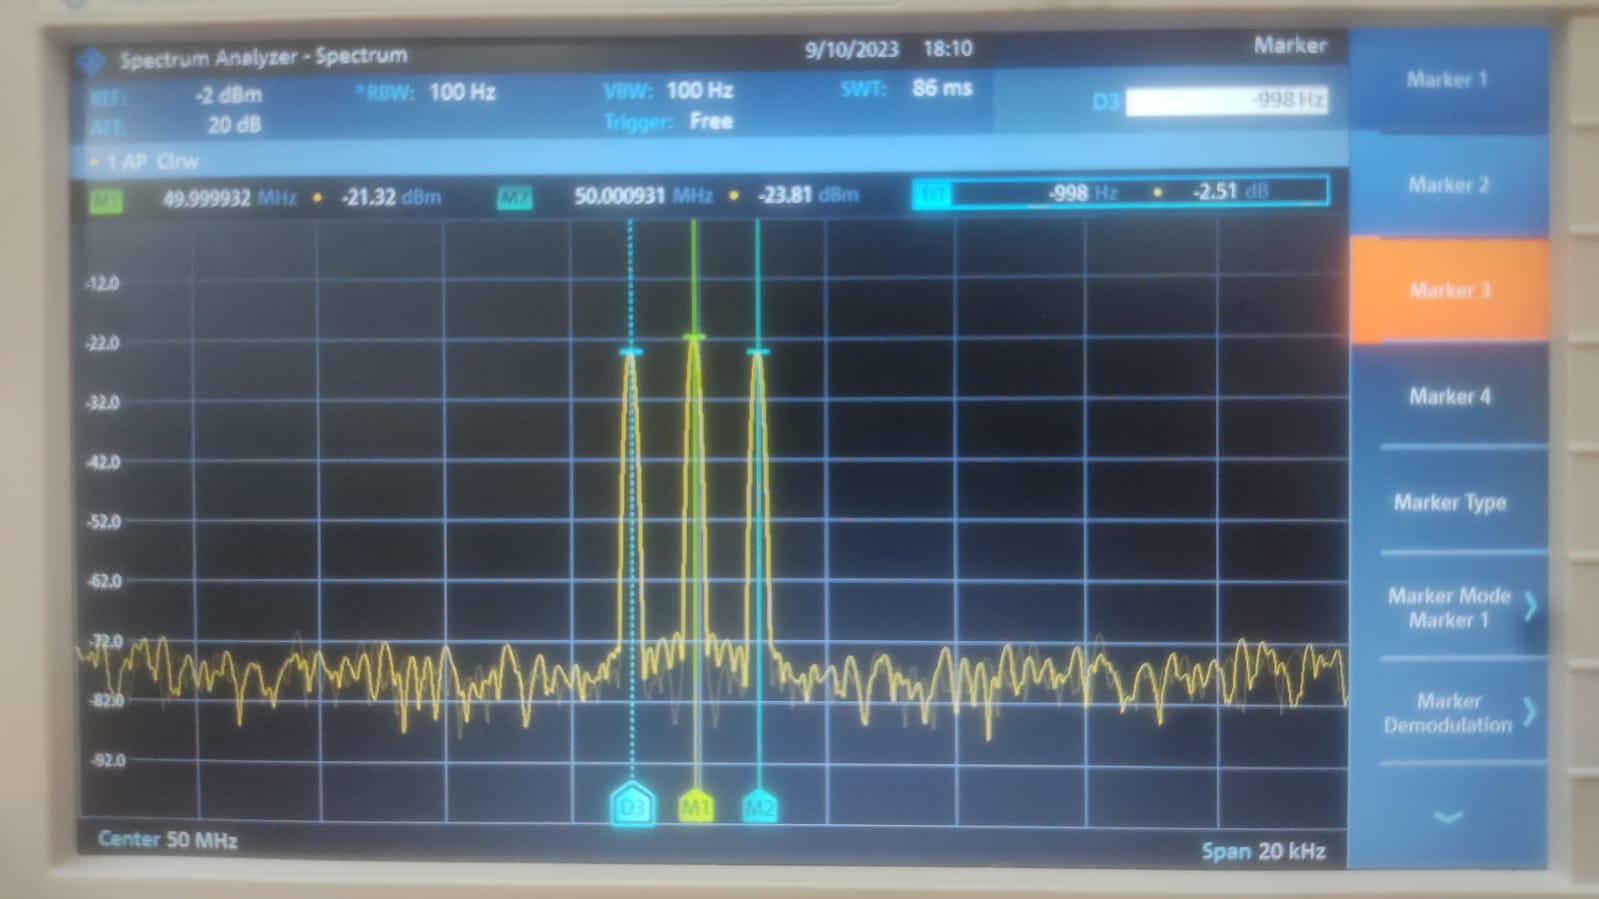 Spectrum Analyzer - Spectrum 9/10/2023 18:10 Marker
REF: -2 dBm *RBW: 100 Hz VBW: 100 Hz SWT: 86 ms
ATT: 20 dB Trigger: Free D3 -998 Hz
1 AP Clrw
M1 49.999932 MHz • -21.32 dBm M2 50.000931 MHz • -23.81 dBm D3 -998 Hz • -2.51 dB
-12.0
-22.0
-32.0
-42.0
-52.0
-62.0
-72.0
-82.0
-92.0
D3 M1 M2
Center 50 MHz Span 20 kHz
Marker 1
Marker 2
Marker 3
Marker 4
Marker Type
Marker Mode
Marker 1
Marker
Demodulation